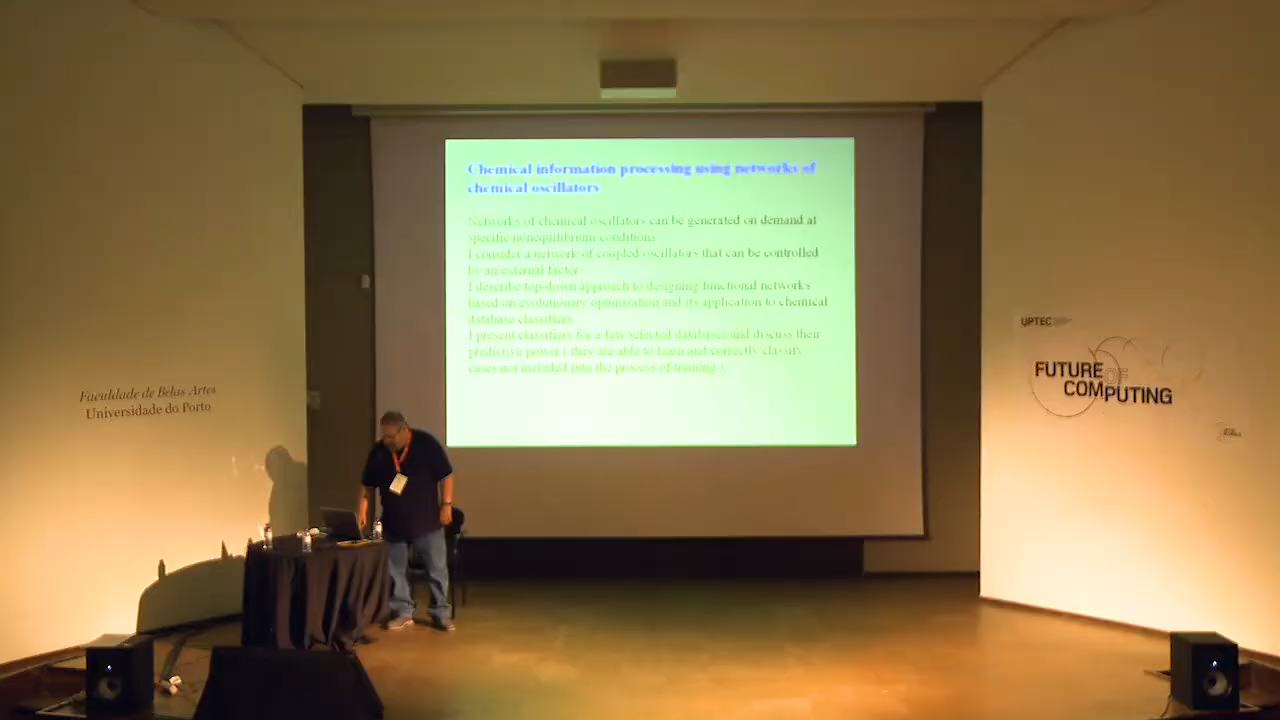 Chemical information processing using networks of
chemical oscillators
Networks of chemical oscillators can be generated on demand at
specific nonequilibrium conditions.
I consider a network of coupled oscillators that can be controlled
by an external factor.
I describe top-down approach to designing functional networks
based on evolutionary optimization and its application to chemical
database classifiers.
I present classifiers for a few selected databases and discuss their
predictive power ( they are able to learn and correctly classify
cases not included into the process of training ).
Faculdade de Belas Artes
Universidade do Porto
UPTEC
FUTURE
OF
COMPUTING